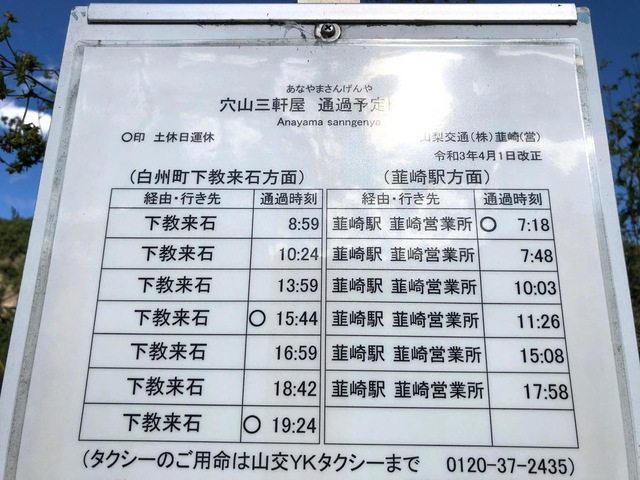 あなやまさんげんや
穴山三軒屋 通過予定
Anayama sanngenya
〇印 土休日運休
山梨交通(株)韮崎(営)
令和3年4月1日改正
(白州町下教来石方面) (韮崎駅方面)
経由・行き先 通過時刻 経由・行き先 通過時刻
下教来石 8:59 韮崎駅 韮崎営業所 〇 7:18
下教来石 10:24 韮崎駅 韮崎営業所 7:48
下教来石 13:59 韮崎駅 韮崎営業所 10:03
下教来石 〇 15:44 韮崎駅 韮崎営業所 11:26
下教来石 16:59 韮崎駅 韮崎営業所 15:08
下教来石 18:42 韮崎駅 韮崎営業所 17:58
下教来石 〇 19:24
(タクシーのご用命は山交YKタクシーまで 0120-37-2435)